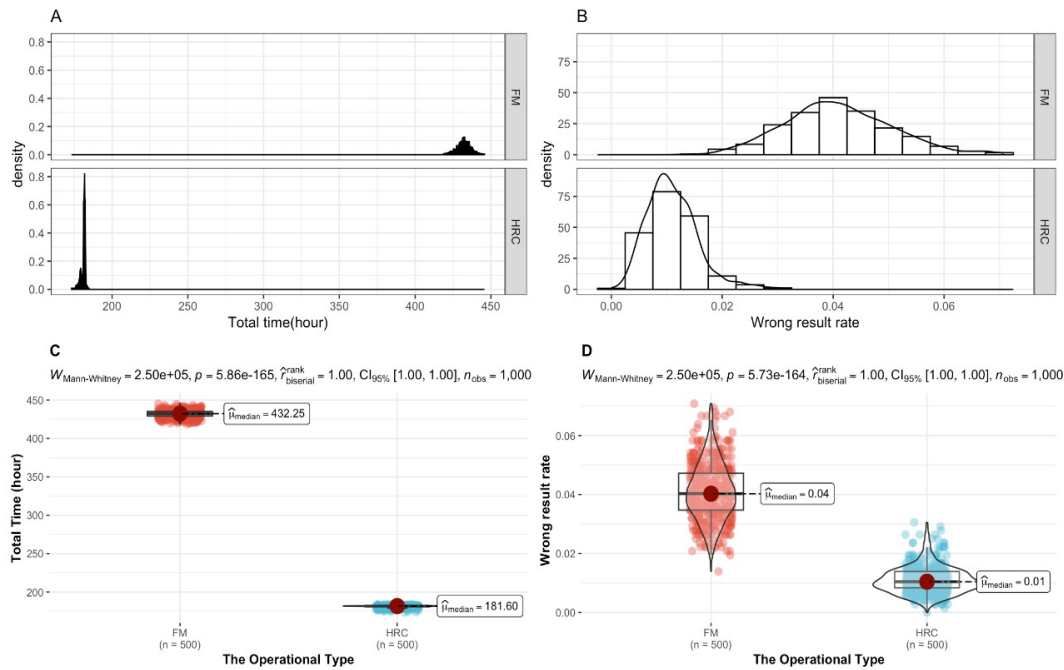 A
0.8
0.6
0.4
0.2
0.0
FM
0.8
0.6
0.4
0.2
0.0
HRC
density
200 250 300 350 400 450
Total time(hour)
B
75
50
25
0
FM
75
50
25
0
HRC
density
0.00 0.02 0.04 0.06
Wrong result rate
C
W Mann-Whitney = 2.50e+05, p = 5.86e-165, r̂ rank biserial = 1.00, CI95% [1.00, 1.00], nobs = 1,000
450
400
350
300
250
200
Total Time (hour)
μ̂median = 432.25
μ̂median = 181.60
FM
(n = 500)
HRC
(n = 500)
The Operational Type
D
W Mann-Whitney = 2.50e+05, p = 5.73e-164, r̂ rank biserial = 1.00, CI95% [1.00, 1.00], nobs = 1,000
0.06
0.04
0.02
0.00
Wrong result rate
μ̂median = 0.04
μ̂median = 0.01
FM
(n = 500)
HRC
(n = 500)
The Operational Type